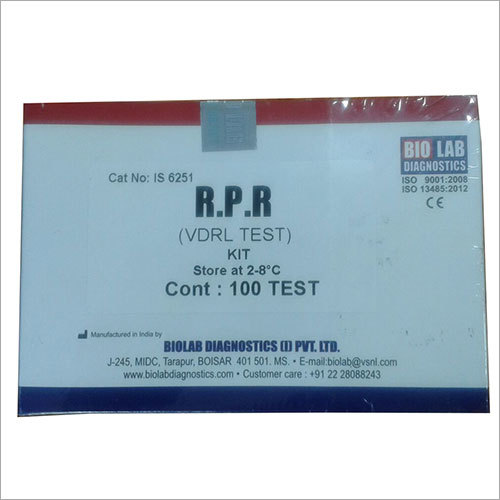 BIO LAB
DIAGNOSTICS
ISO 9001:2008
ISO 13485:2012
CE
Cat No: IS 6251
R.P.R
(VDRL TEST)
KIT
Store at 2-8°C
Cont : 100 TEST
Manufactured in India by
BIOLAB DIAGNOSTICS (I) PVT. LTD.
J-245, MIDC, Tarapur, BOISAR 401 501. MS. • E-mail:biolab@vsnl.com
www.biolabdiagnostics.com • Customer care : +91 22 28088243